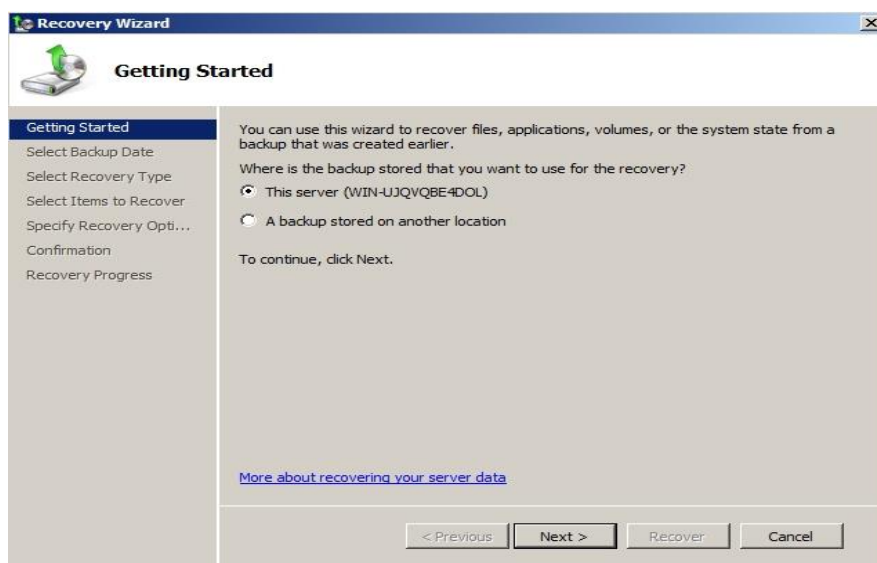 Recovery Wizard
Getting Started
Getting Started
Select Backup Date
Select Recovery Type
Select Items to Recover
Specify Recovery Opti...
Confirmation
Recovery Progress
You can use this wizard to recover files, applications, volumes, or the system state from a
backup that was created earlier.
Where is the backup stored that you want to use for the recovery?
This server (WIN-UJQVQBE4DOL)
A backup stored on another location
To continue, click Next.
More about recovering your server data
< Previous Next > Recover Cancel